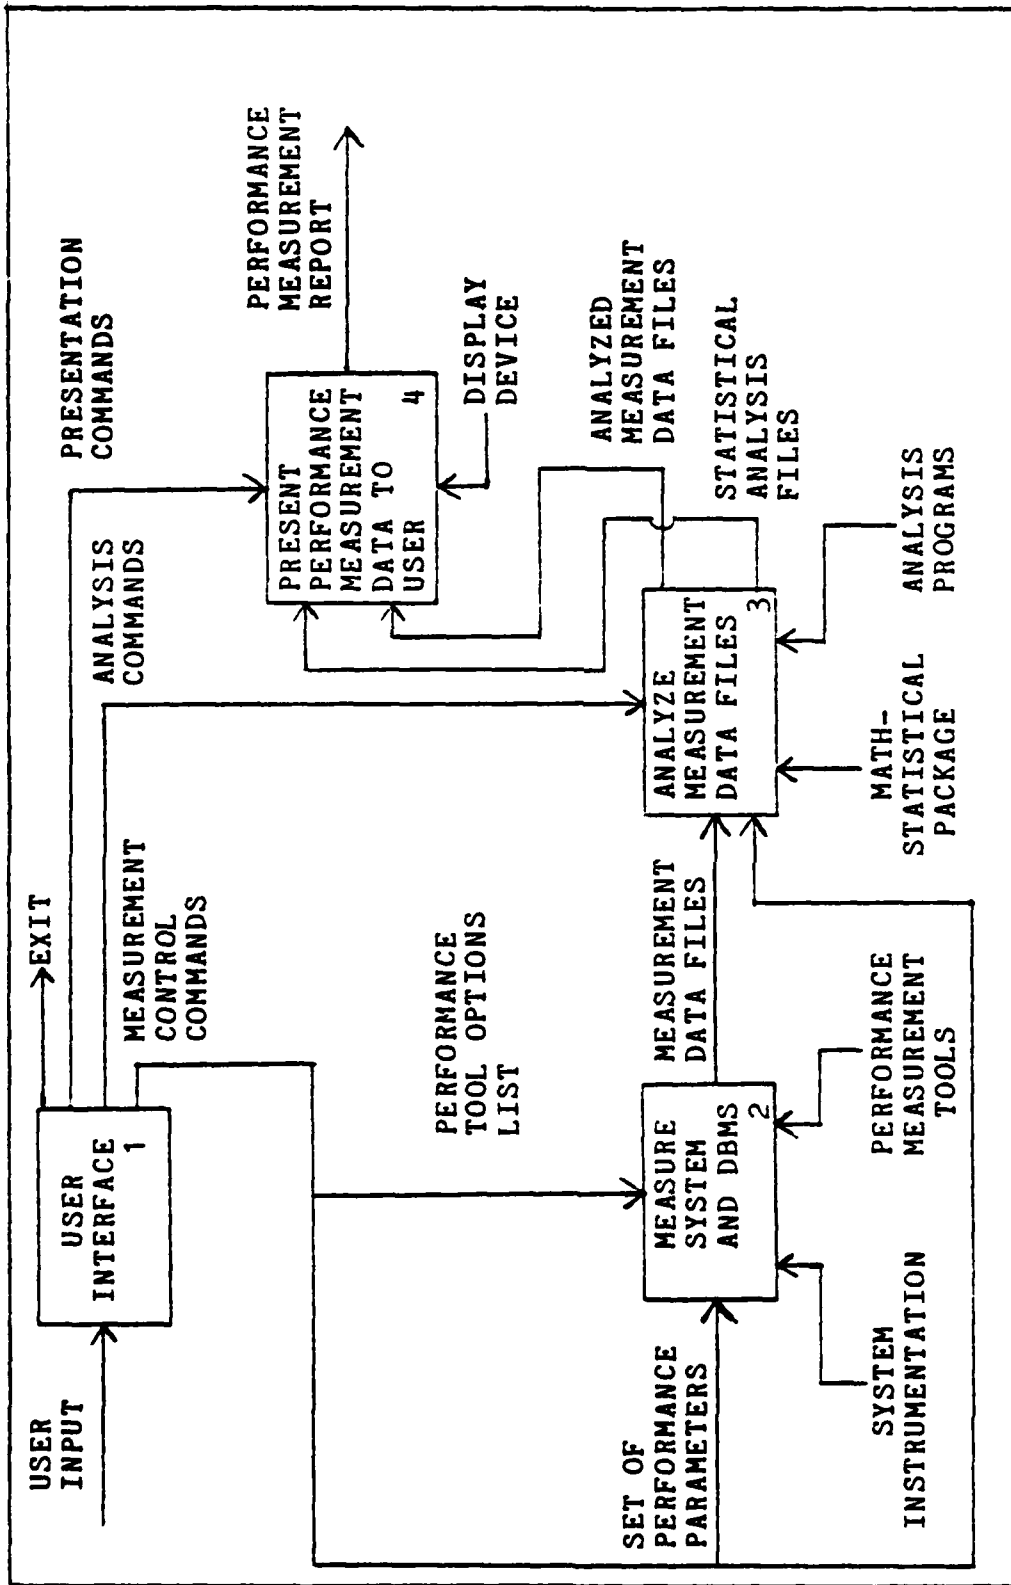 USER
INPUT
USER
INTERFACE
1
EXIT
MEASUREMENT
CONTROL
COMMANDS
ANALYSIS
COMMANDS
PRESENTATION
COMMANDS
PRESENT
PERFORMANCE
MEASUREMENT
DATA TO
USER 4
PERFORMANCE
MEASUREMENT
REPORT
DISPLAY
DEVICE
PERFORMANCE
TOOL OPTIONS
LIST
ANALYZED
MEASUREMENT
DATA FILES
STATISTICAL
ANALYSIS
FILES
SET OF
PERFORMANCE
PARAMETERS
MEASURE
SYSTEM
AND DBMS
2
MEASUREMENT
DATA FILES
ANALYZE
MEASUREMENT
DATA FILES
3
SYSTEM
INSTRUMENTATION
PERFORMANCE
MEASUREMENT
TOOLS
MATH-
STATISTICAL
PACKAGE
ANALYSIS
PROGRAMS